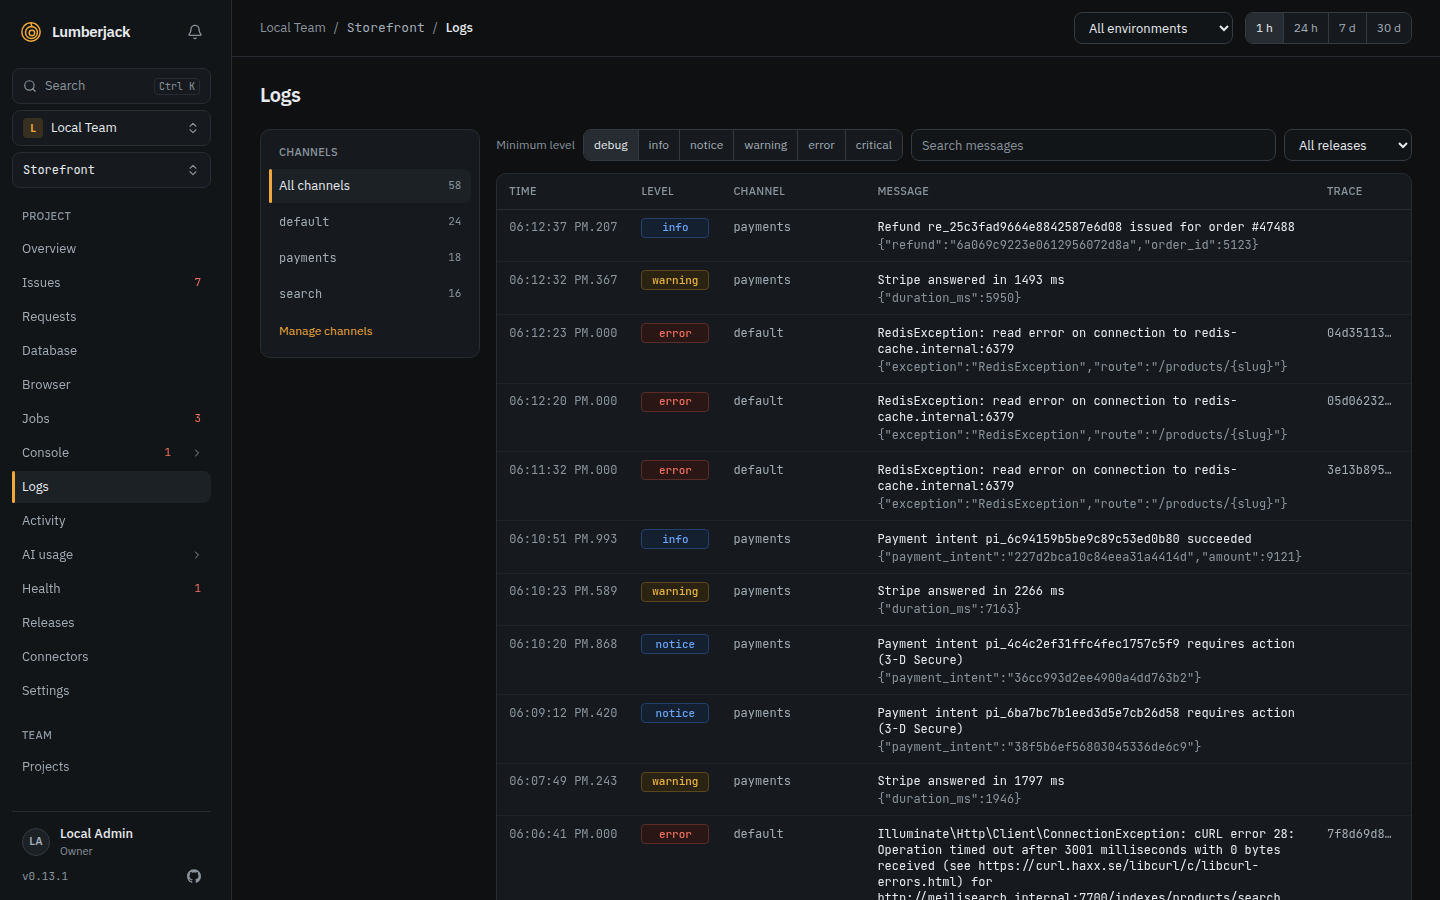 Lumberjack
Search Ctrl K
L Local Team
Storefront
PROJECT
Overview
Issues 7
Requests
Database
Browser
Jobs 3
Console 1
Logs
Activity
AI usage
Health 1
Releases
Connectors
Settings
TEAM
Projects
LA Local Admin
Owner
v0.13.1
Local Team / Storefront / Logs
All environments 1 h 24 h 7 d 30 d
Logs
CHANNELS
All channels 58
default 24
payments 18
search 16
Manage channels
Minimum level debug info notice warning error critical Search messages All releases
TIME LEVEL CHANNEL MESSAGE TRACE
06:12:37 PM.207 info payments Refund re_25c3fad9664e8842587e6d08 issued for order #47488
{"refund":"6a069c9223e0612956072d8a","order_id":5123}
06:12:32 PM.367 warning payments Stripe answered in 1493 ms
{"duration_ms":5950}
06:12:23 PM.000 error default RedisException: read error on connection to redis- 04d35113…
cache.internal:6379
{"exception":"RedisException","route":"/products/{slug}"}
06:12:20 PM.000 error default RedisException: read error on connection to redis- 05d06232…
cache.internal:6379
{"exception":"RedisException","route":"/products/{slug}"}
06:11:32 PM.000 error default RedisException: read error on connection to redis- 3e13b895…
cache.internal:6379
{"exception":"RedisException","route":"/products/{slug}"}
06:10:51 PM.993 info payments Payment intent pi_6c94159b5be9c89c53ed0b80 succeeded
{"payment_intent":"227d2bca10c84eea31a4414d","amount":9121}
06:10:23 PM.589 warning payments Stripe answered in 2266 ms
{"duration_ms":7163}
06:10:20 PM.868 notice payments Payment intent pi_4c4c2ef31ffc4fec1757c5f9 requires action
(3-D Secure)
{"payment_intent":"36cc993d2ee4900a4dd763b2"}
06:09:12 PM.420 notice payments Payment intent pi_6ba7bc7b1eed3d5e7cb26d58 requires action
(3-D Secure)
{"payment_intent":"38f5b6ef56803045336de6c9"}
06:07:49 PM.243 warning payments Stripe answered in 1797 ms
{"duration_ms":1946}
06:06:41 PM.000 error default Illuminate\Http\Client\ConnectionException: cURL error 28: 7f8d69d8…
Operation timed out after 3001 milliseconds with 0 bytes
received (see https://curl.haxx.se/libcurl/c/libcurl-
errors.html) for
http://meilisearch.internal:7700/indexes/products/search